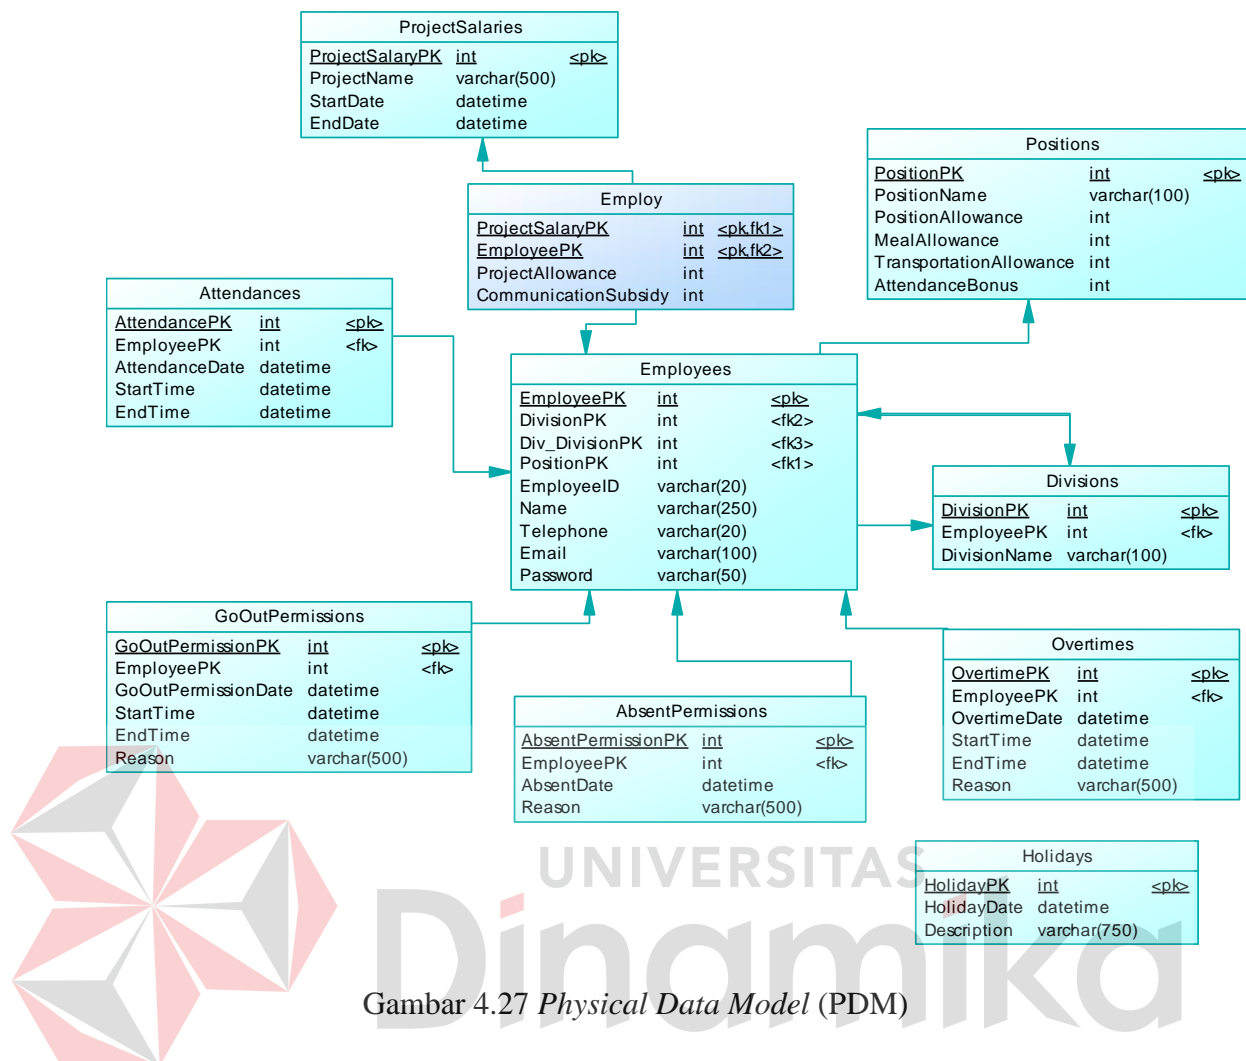 ProjectSalaries
ProjectSalaryPK int <pk>
ProjectName varchar(500)
StartDate datetime
EndDate datetime
Positions
PositionPK int <pk>
PositionName varchar(100)
PositionAllowance int
MealAllowance int
TransportationAllowance int
AttendanceBonus int
Employ
ProjectSalaryPK int <pk,fk1>
EmployeePK int <pk,fk2>
ProjectAllowance int
CommunicationSubsidy int
Attendances
AttendancePK int <pk>
EmployeePK int <fk>
AttendanceDate datetime
StartTime datetime
EndTime datetime
Employees
EmployeePK int <pk>
DivisionPK int <fk2>
Div_DivisionPK int <fk3>
PositionPK int <fk1>
EmployeeID varchar(20)
Name varchar(250)
Telephone varchar(20)
Email varchar(100)
Password varchar(50)
Divisions
DivisionPK int <pk>
EmployeePK int <fk>
DivisionName varchar(100)
GoOutPermissions
GoOutPermissionPK int <pk>
EmployeePK int <fk>
GoOutPermissionDate datetime
StartTime datetime
EndTime datetime
Reason varchar(500)
AbsentPermissions
AbsentPermissionPK int <pk>
EmployeePK int <fk>
AbsentDate datetime
Reason varchar(500)
Overtimes
OvertimePK int <pk>
EmployeePK int <fk>
OvertimeDate datetime
StartTime datetime
EndTime datetime
Reason varchar(500)
Holidays
HolidayPK int <pk>
HolidayDate datetime
Description varchar(750)
UNIVERSITAS
Dinamika
Gambar 4.27 Physical Data Model (PDM)